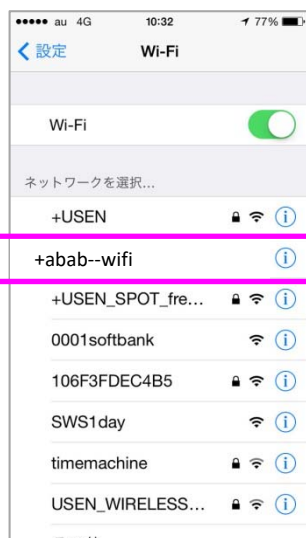 au 4G 10:32 77%
設定 Wi-Fi
Wi-Fi
ネットワークを選択...
+USEN
+abab--wifi
+USEN_SPOT_fre...
0001softbank
106F3FDEC4B5
SWS1day
timemachine
USEN_WIRELESS...